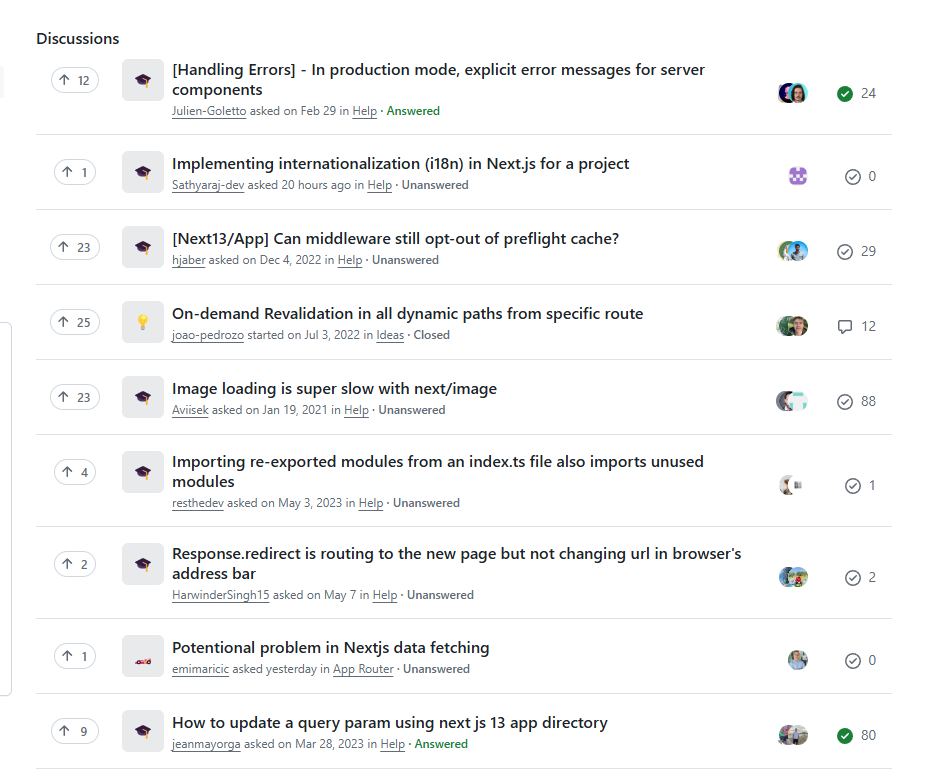 Discussions
12
[Handling Errors] - In production mode, explicit error messages for server
components
Julien-Goletto asked on Feb 29 in Help · Answered
24
1
Implementing internationalization (i18n) in Next.js for a project
Sathyaraj-dev asked 20 hours ago in Help · Unanswered
0
23
[Next13/App] Can middleware still opt-out of preflight cache?
hjaber asked on Dec 4, 2022 in Help · Unanswered
29
25
On-demand Revalidation in all dynamic paths from specific route
joao-pedrozo started on Jul 3, 2022 in Ideas · Closed
12
23
Image loading is super slow with next/image
Aviisek asked on Jan 19, 2021 in Help · Unanswered
88
4
Importing re-exported modules from an index.ts file also imports unused
modules
resthedev asked on May 3, 2023 in Help · Unanswered
1
2
Response.redirect is routing to the new page but not changing url in browser's
address bar
HarwinderSingh15 asked on May 7 in Help · Unanswered
2
1
Potentional problem in Nextjs data fetching
emimaricic asked yesterday in App Router · Unanswered
0
9
How to update a query param using next js 13 app directory
jeanmayorga asked on Mar 28, 2023 in Help · Answered
80